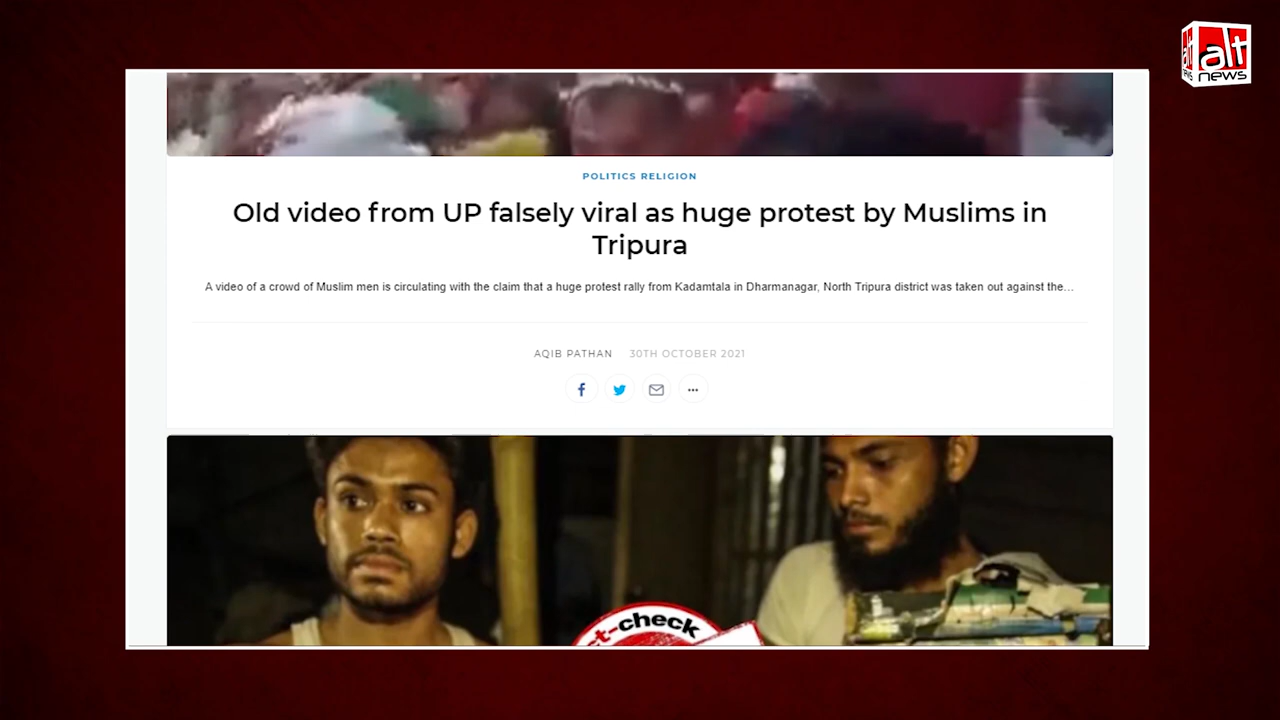 alt
news
POLITICS RELIGION
Old video from UP falsely viral as huge protest by Muslims in
Tripura
A video of a crowd of Muslim men is circulating with the claim that a huge protest rally from Kadamtala in Dharmanagar, North Tripura district was taken out against the...
AQIB PATHAN 30TH OCTOBER 2021
t-check